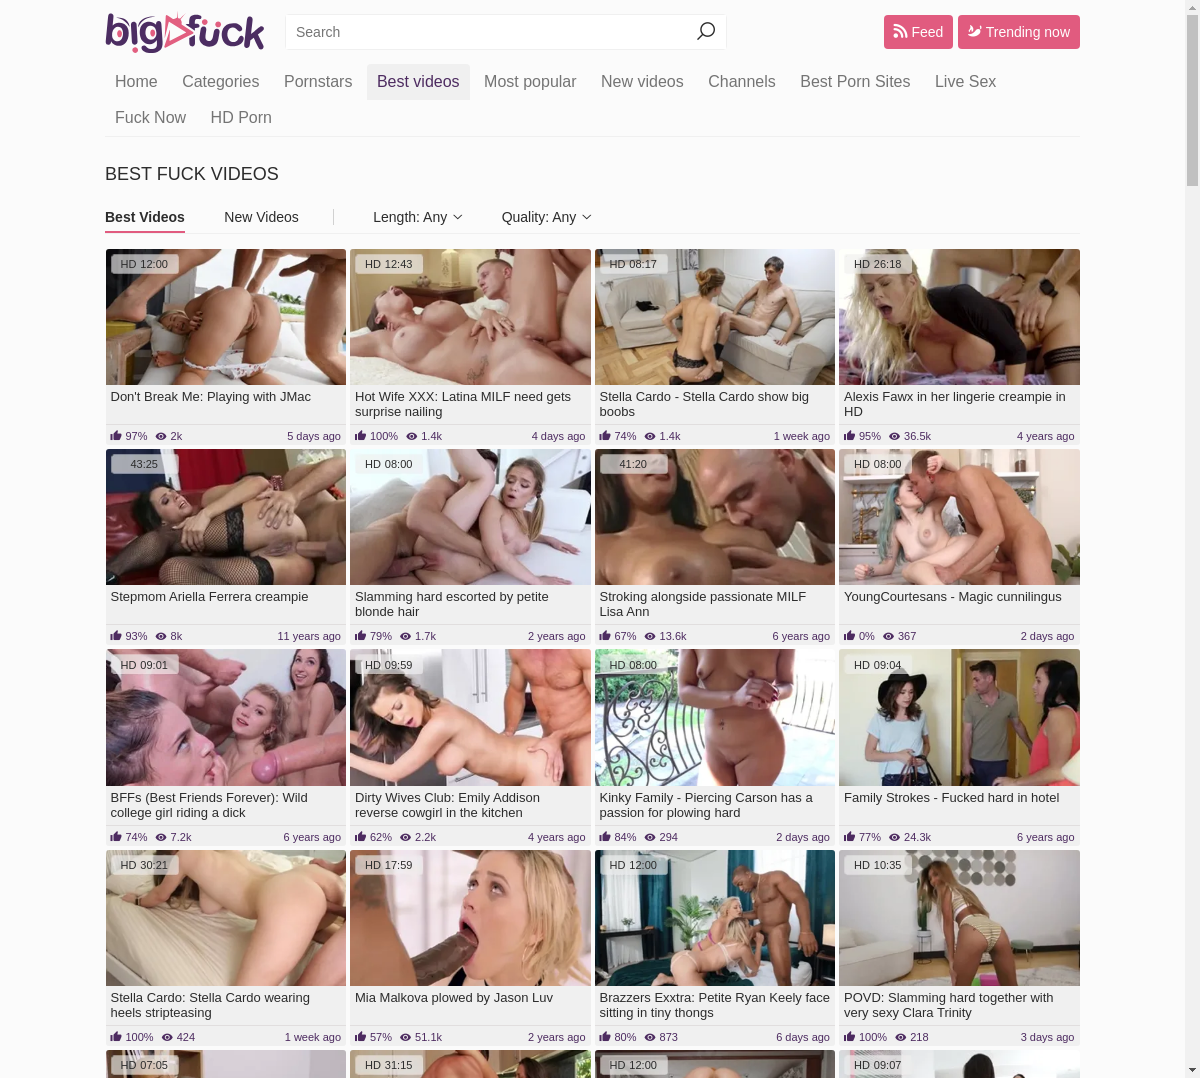 bigfuck
Search
Feed
Trending now
Home Categories Pornstars Best videos Most popular New videos Channels Best Porn Sites Live Sex
Fuck Now HD Porn
BEST FUCK VIDEOS
Best Videos New Videos Length: Any Quality: Any
HD 12:00 HD 12:43 HD 08:17 HD 26:18
Don't Break Me: Playing with JMac
Hot Wife XXX: Latina MILF need gets
surprise nailing
Stella Cardo - Stella Cardo show big
boobs
Alexis Fawx in her lingerie creampie in
HD
97% 2k 5 days ago
100% 1.4k 4 days ago
74% 1.4k 1 week ago
95% 36.5k 4 years ago
43:25 HD 08:00 41:20 HD 08:00
Stepmom Ariella Ferrera creampie
Slamming hard escorted by petite
blonde hair
Stroking alongside passionate MILF
Lisa Ann
YoungCourtesans - Magic cunnilingus
93% 8k 11 years ago
79% 1.7k 2 years ago
67% 13.6k 6 years ago
0% 367 2 days ago
HD 09:01 HD 09:59 HD 08:00 HD 09:04
BFFs (Best Friends Forever): Wild
college girl riding a dick
Dirty Wives Club: Emily Addison
reverse cowgirl in the kitchen
Kinky Family - Piercing Carson has a
passion for plowing hard
Family Strokes - Fucked hard in hotel
74% 7.2k 6 years ago
62% 2.2k 4 years ago
84% 294 2 days ago
77% 24.3k 6 years ago
HD 30:21 HD 17:59 HD 12:00 HD 10:35
Stella Cardo: Stella Cardo wearing
heels stripteasing
Mia Malkova plowed by Jason Luv
Brazzers Exxtra: Petite Ryan Keely face
sitting in tiny thongs
POVD: Slamming hard together with
very sexy Clara Trinity
100% 424 1 week ago
57% 51.1k 2 years ago
80% 873 6 days ago
100% 218 3 days ago
HD 07:05 HD 31:15 HD 12:00 HD 09:07